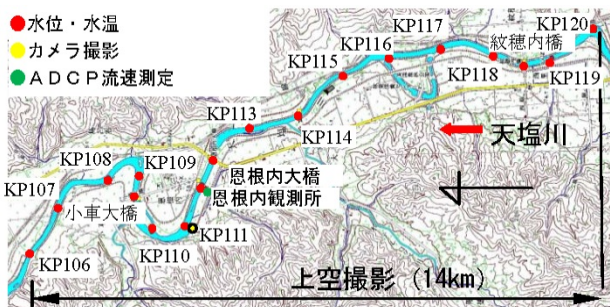 水位・水温
カメラ撮影
ＡＤＣＰ流速測定
KP120
KP117
紋穂内橋
KP116
KP115
KP118
KP119
KP113
KP114
天塩川
KP108
KP109
恩根内大橋
恩根内観測所
KP107
小車大橋
KP111
KP110
KP106
上空撮影（14km）